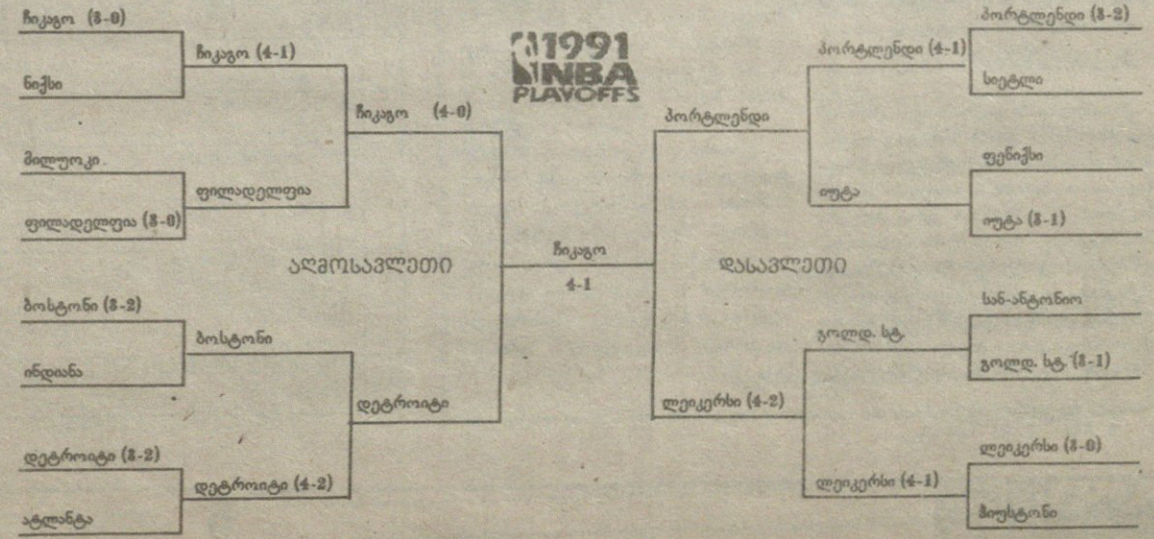 ჩიკაგო (3-0)
ნიქსი
მილუოკი
ფილადელფია (3-0)
ბოსტონი (3-2)
ინდიანა
დეტროიტი (3-2)
ატლანტა
ჩიკაგო (4-1)
ფილადელფია
ბოსტონი
დეტროიტი (4-2)
ჩიკაგო (4-0)
დეტროიტი
აღმოსავლეთი
1991
NBA
PLAYOFFS
ჩიკაგო
4-1
დასავლეთი
პორტლენდი
ლეიკერსი (4-2)
პორტლენდი (4-1)
იუტა
გოლდ. სტ.
ლეიკერსი (4-1)
პორტლენდი (3-2)
სიეტლი
ფენიქსი
იუტა (3-1)
სან-ანტონიო
გოლდ. სტ. (3-1)
ლეიკერსი (3-0)
ჰიუსტონი